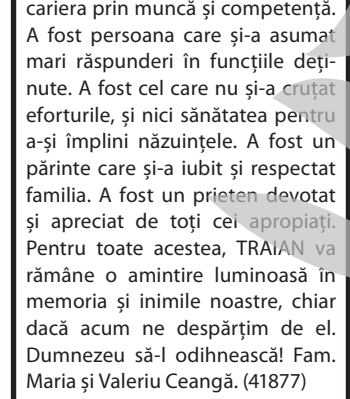 cariera prin muncă și competență.
A fost persoana care și-a asumat
mari răspunderi în funcțiile deți-
nute. A fost cel care nu și-a cruțat
eforturile, și nici sănătatea pentru
a-și împlini năzuințele. A fost un
părinte care și-a iubit și respectat
familia. A fost un prieten devotat
și apreciat de toți cei apropiați.
Pentru toate acestea, TRAIAN va
rămâne o amintire luminoasă în
memoria și inimile noastre, chiar
dacă acum ne despărțim de el.
Dumnezeu să-l odihnească! Fam.
Maria și Valeriu Ceangă. (41877)